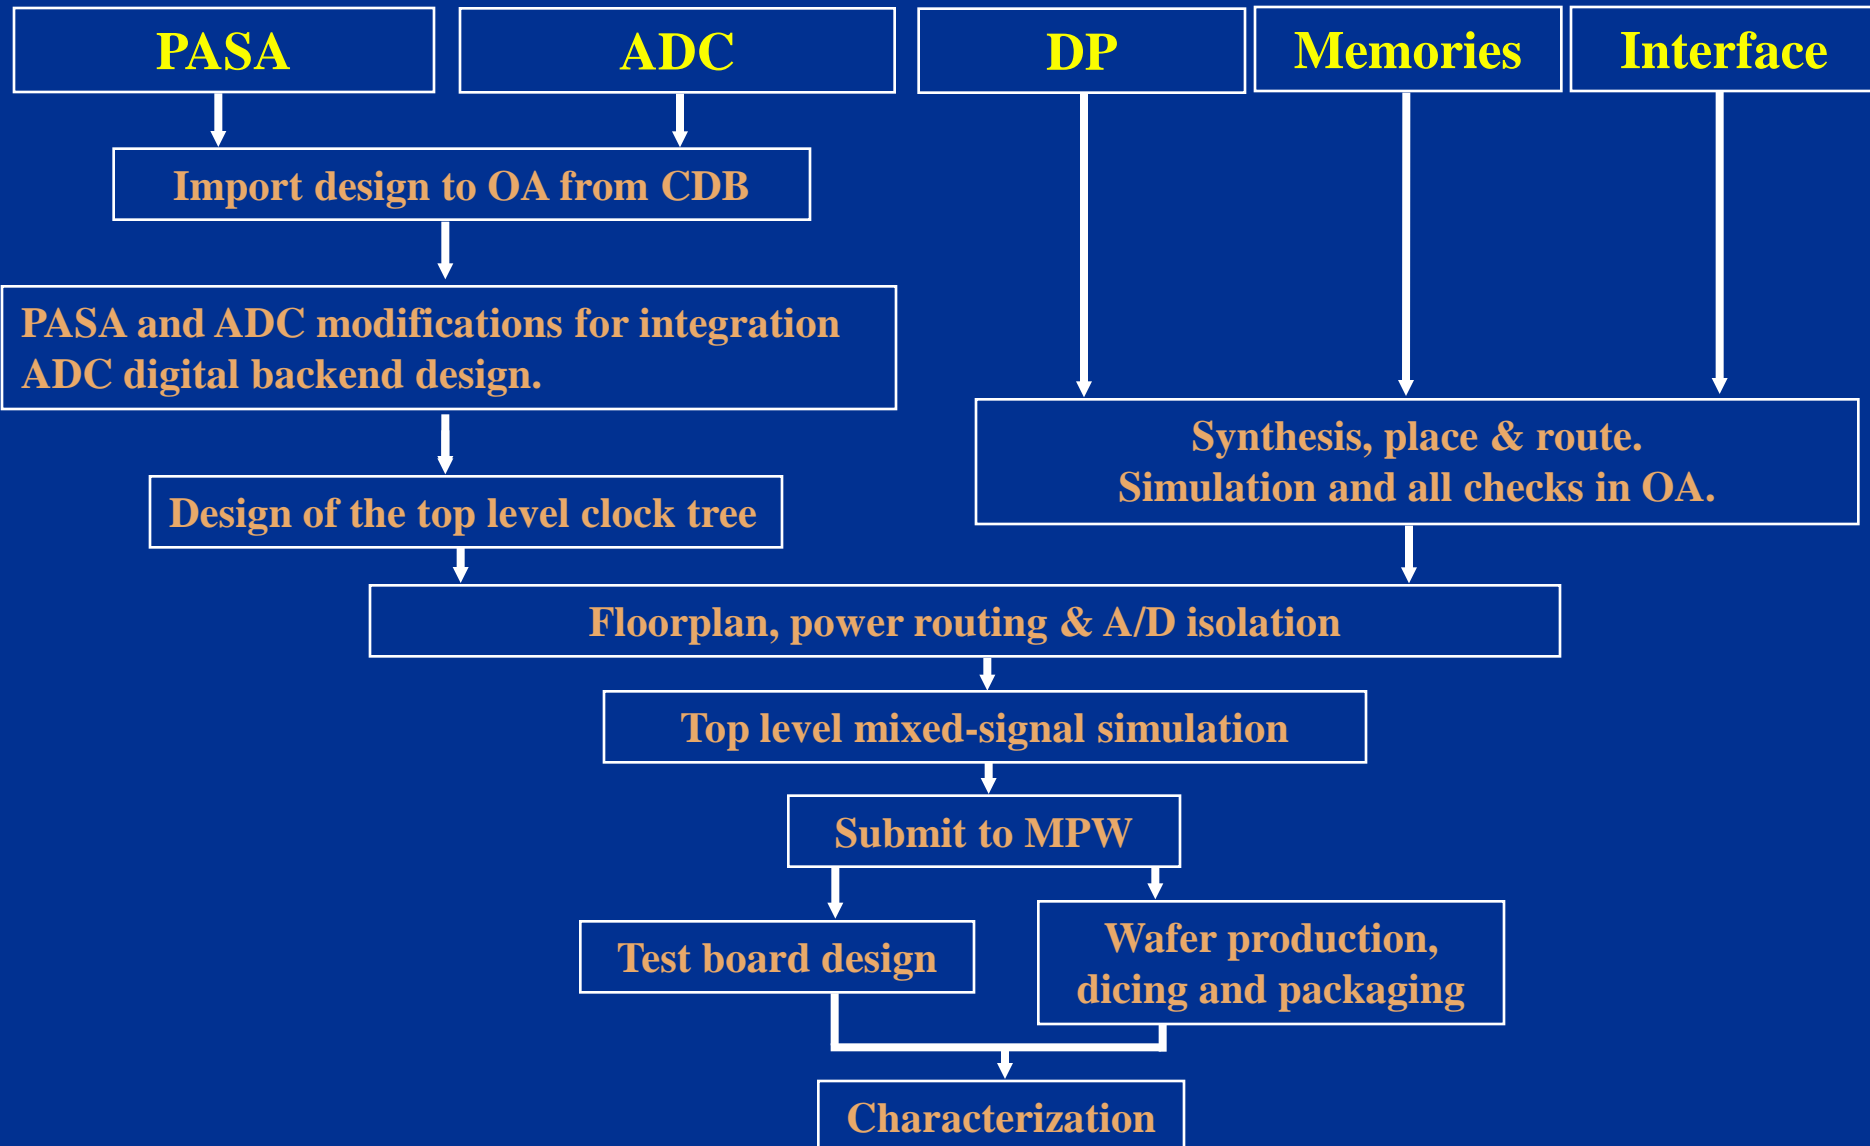 PASA
ADC
DP
Memories
Interface
Import design to OA from CDB
PASA and ADC modifications for integration
ADC digital backend design.
Synthesis, place & route.
Simulation and all checks in OA.
Design of the top level clock tree
Floorplan, power routing & A/D isolation
Top level mixed-signal simulation
Submit to MPW
Test board design
Wafer production,
dicing and packaging
Characterization